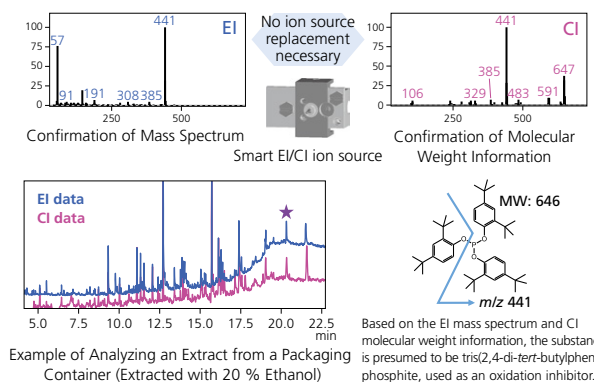 EI
100
75
50
25
0
57
91
191
308
385
441
250
500
Confirmation of Mass Spectrum
No ion source
replacement
necessary
Smart EI/CI ion source
CI
100
75
50
25
0
106
329
385
441
483
591
647
250
500
Confirmation of Molecular
Weight Information
EI data
CI data
5.0 7.5 10.0 12.5 15.0 17.5 20.0 22.5
min
Example of Analyzing an Extract from a Packaging
Container (Extracted with 20 % Ethanol)
MW: 646
O
P
O
O
m/z 441
Based on the EI mass spectrum and CI
molecular weight information, the substanc
is presumed to be tris(2,4-di-tert-butylphen
phosphite, used as an oxidation inhibitor.